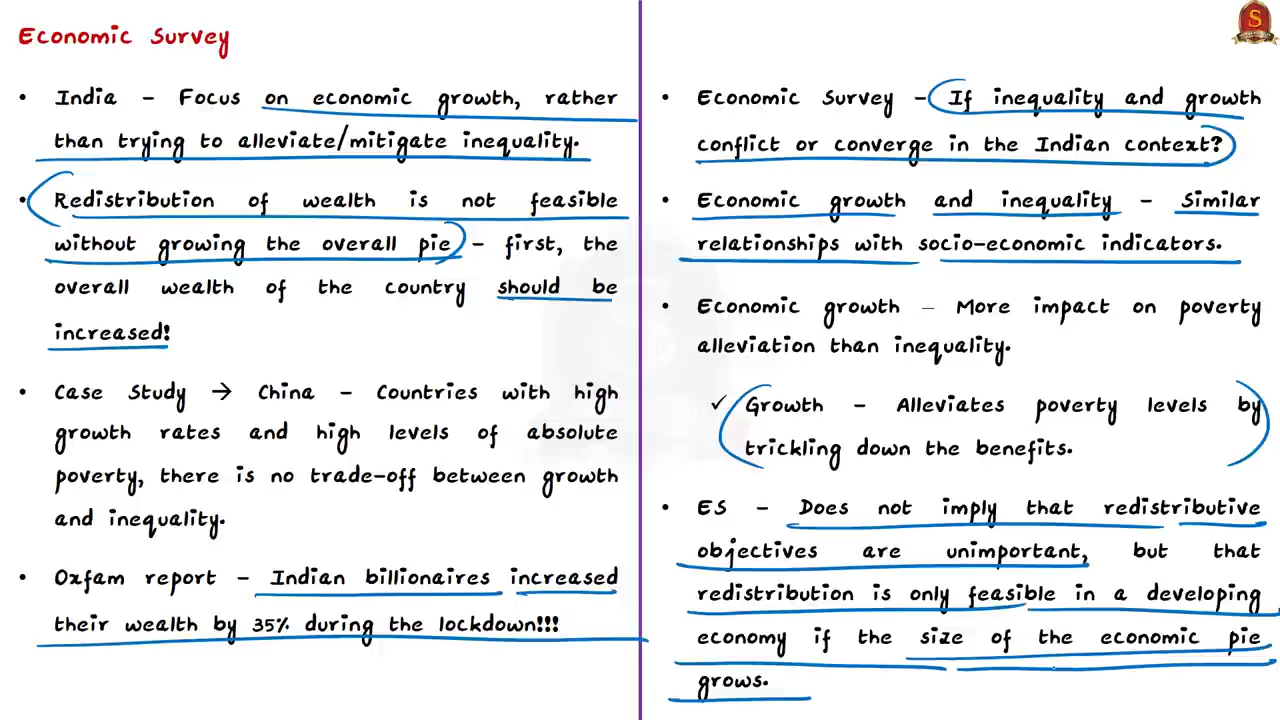 Economic Survey
• India – Focus on economic growth, rather
than trying to alleviate/mitigate inequality.
• Redistribution of wealth is not feasible
without growing the overall pie – first, the
overall wealth of the country should be
increased!
• Case Study → China – Countries with high
growth rates and high levels of absolute
poverty, there is no trade-off between growth
and inequality.
• Oxfam report – Indian billionaires increased
their wealth by 35% during the lockdown!!!
• Economic Survey – If inequality and growth
conflict or converge in the Indian context?
• Economic growth and inequality – Similar
relationships with socio-economic indicators.
• Economic growth – More impact on poverty
alleviation than inequality.
✓ Growth – Alleviates poverty levels by
trickling down the benefits.
• ES – Does not imply that redistributive
objectives are unimportant, but that
redistribution is only feasible in a developing
economy if the size of the economic pie
grows.
S